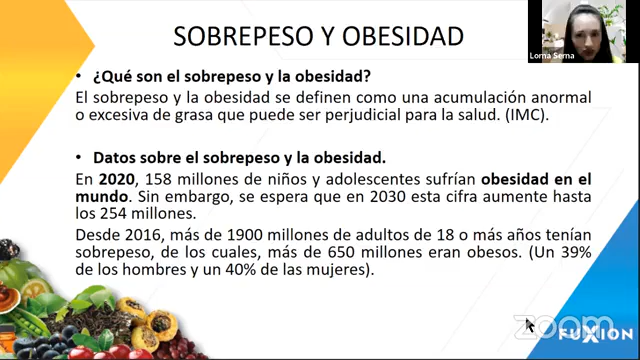 SOBREPESO Y OBESIDAD
Lorna Serna
• ¿Qué son el sobrepeso y la obesidad?
El sobrepeso y la obesidad se definen como una acumulación anormal
o excesiva de grasa que puede ser perjudicial para la salud. (IMC).
• Datos sobre el sobrepeso y la obesidad.
En 2020, 158 millones de niños y adolescentes sufrían obesidad en el
mundo. Sin embargo, se espera que en 2030 esta cifra aumente hasta
los 254 millones.
Desde 2016, más de 1900 millones de adultos de 18 o más años tenían
sobrepeso, de los cuales, más de 650 millones eran obesos. (Un 39%
de los hombres y un 40% de las mujeres).
zoom
FUXION